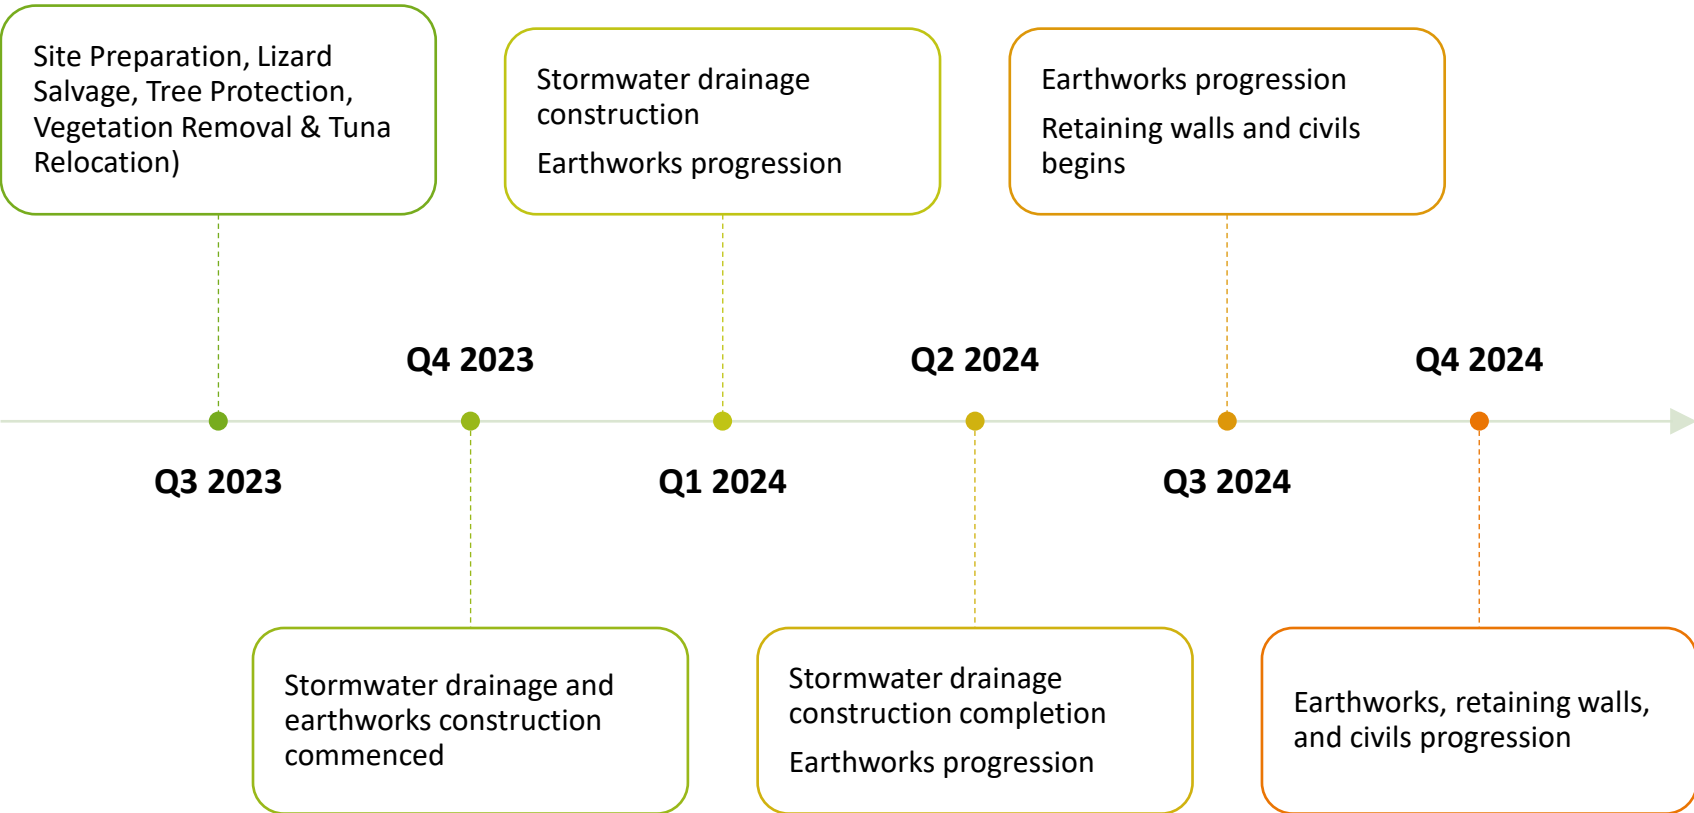 Site Preparation, Lizard
Salvage, Tree Protection,
Vegetation Removal & Tuna
Relocation)
Stormwater drainage
construction
Earthworks progression
Earthworks progression
Retaining walls and civils
begins
Q4 2023
Q2 2024
Q4 2024
Q3 2023
Q1 2024
Q3 2024
Stormwater drainage and
earthworks construction
commenced
Stormwater drainage
construction completion
Earthworks progression
Earthworks, retaining walls,
and civils progression